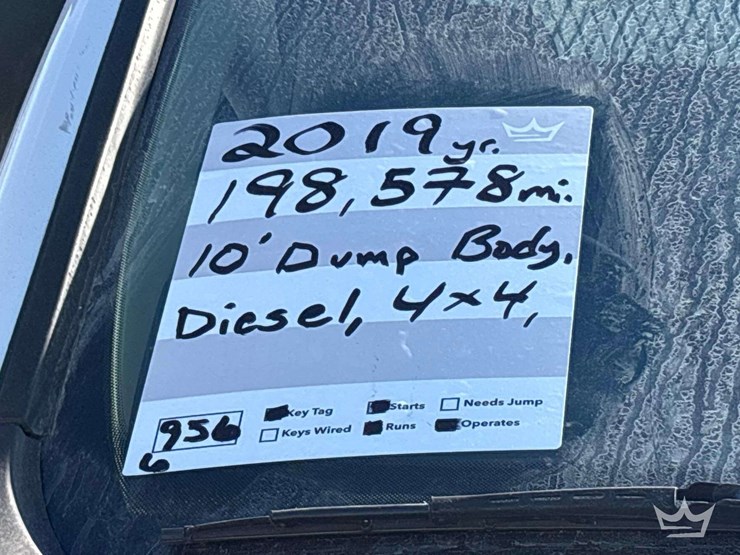 2019 yr.
198,578 mi.
10' Dump Body,
Diesel, 4x4,
956 Key Tag Starts Needs Jump
Keys Wired Runs Operates
6